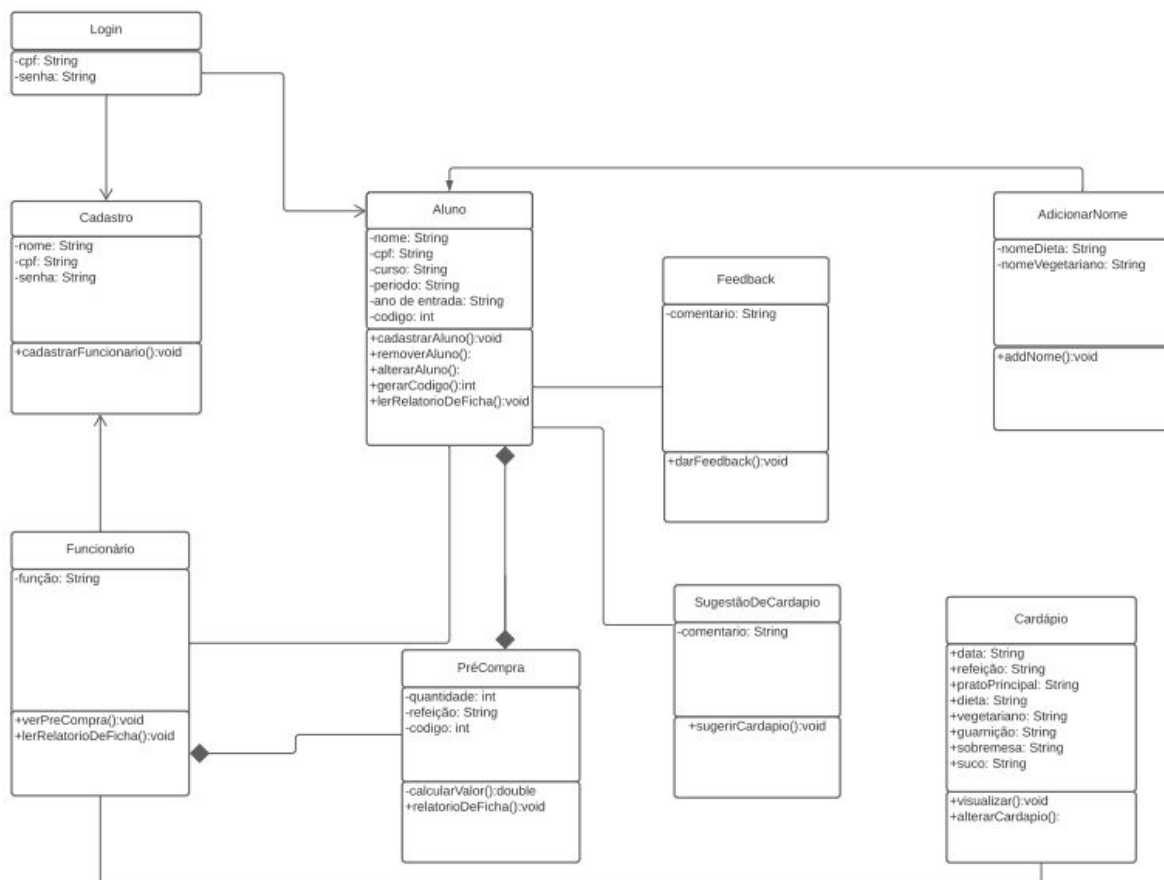 Login
-cpf: String
-senha: String
Cadastro
-nome: String
-cpf: String
-senha: String
+cadastrarFuncionario():void
Aluno
-nome: String
-cpf: String
-curso: String
-periodo: String
-ano de entrada: String
-codigo: int
+cadastrarAluno():void
+removerAluno():
+alterarAluno():
+gerarCodigo():int
+lerRelatorioDeFicha():void
AdicionarNome
-nomeDieta: String
-nomeVegetariano: String
+addNome():void
Feedback
-comentario: String
+darFeedback():void
Funcionário
-função: String
+verPreCompra():void
+lerRelatorioDeFicha():void
PréCompra
-quantidade: int
-refeição: String
-codigo: int
-calcularValor():double
+relatorioDeFicha():void
SugestãoDeCardapio
-comentario: String
+sugerirCardapio():void
Cardápio
+data: String
+refeição: String
+pratoPrincipal: String
+dieta: String
+vegetariano: String
+guarnição: String
+sobremesa: String
+suco: String
+visualizar():void
+alterarCardapio():